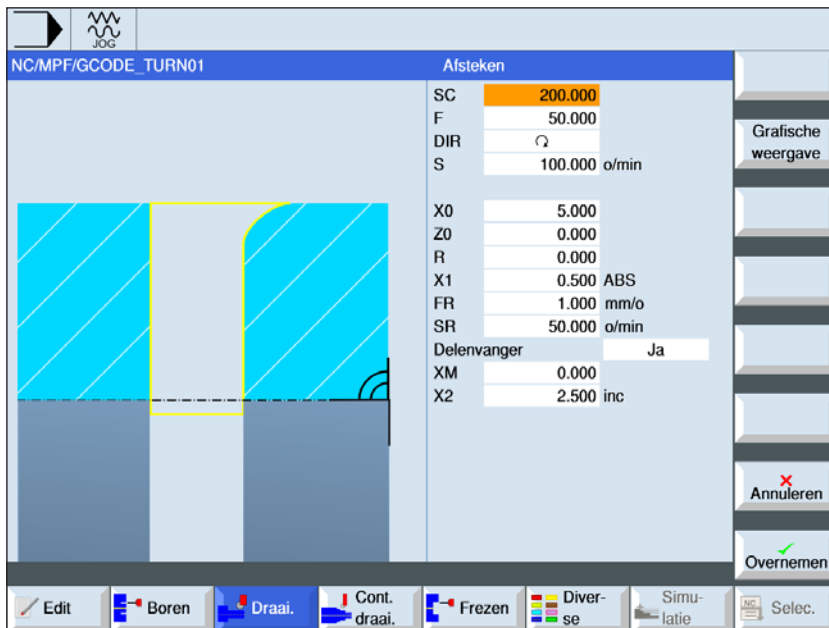 JOG
NC/MPF/GCODE_TURN01
Afsteken
SC 200.000
F 50.000
DIR
S 100.000 o/min
X0 5.000
Z0 0.000
R 0.000
X1 0.500 ABS
FR 1.000 mm/o
SR 50.000 o/min
Delenvanger Ja
XM 0.000
X2 2.500 inc
Grafische
weergave
Annuleren
Overnemen
Edit
Boren
Draai.
Cont.
draai.
Frezen
Diver-
se
Simu-
latie
NC
Selec.